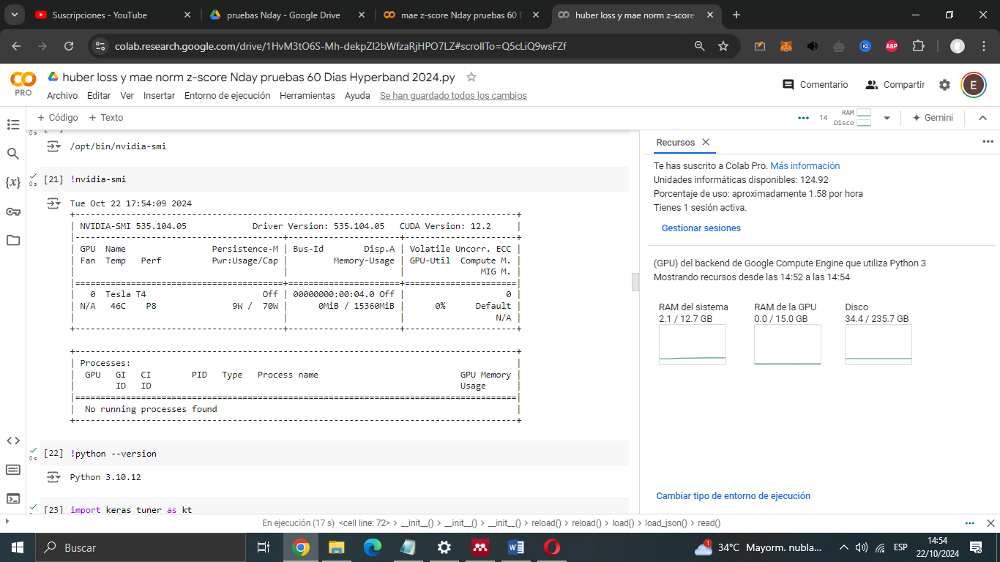 Suscripciones - YouTube
pruebas Nday - Google Drive
mae z-score Nday pruebas 60 D
huber loss y mae norm z-score
colab.research.google.com/drive/1HvM3tO6S-Mh-dekpZI2bWfzaRjHPO7LZ#scrollTo=Q5cLiQ9wsFZf
ABP
PRO
huber loss y mae norm z-score Nday pruebas 60 Dias Hyperband 2024.py
Archivo Editar Ver Insertar Entorno de ejecución Herramientas Ayuda Se han guardado todos los cambios
Comentario
Compartir
E
+ Código + Texto
T4
RAM
Disco
Gemini
0 s
/opt/bin/nvidia-smi
0 s
[21] !nvidia-smi
Tue Oct 22 17:54:09 2024
NVIDIA-SMI 535.104.05 Driver Version: 535.104.05 CUDA Version: 12.2
GPU Name Persistence-M | Bus-Id Disp.A | Volatile Uncorr. ECC
Fan Temp Perf Pwr:Usage/Cap | Memory-Usage | GPU-Util Compute M.
MIG M.
0 Tesla T4 Off | 00000000:00:04.0 Off | 0
N/A 46C P8 9W / 70W | 0MiB / 15360MiB | 0% Default
N/A
Processes:
GPU GI CI PID Type Process name GPU Memory
ID ID Usage
No running processes found
0 s
[22] !python --version
Python 3.10.12
[23] import keras_tuner as kt
Recursos
Te has suscrito a Colab Pro. Más información
Unidades informáticas disponibles: 124.92
Porcentaje de uso: aproximadamente 1.58 por hora
Tienes 1 sesión activa.
Gestionar sesiones
(GPU) del backend de Google Compute Engine que utiliza Python 3
Mostrando recursos desde las 14:52 a las 14:54
RAM del sistema
2.1 / 12.7 GB
RAM de la GPU
0.0 / 15.0 GB
Disco
34.4 / 235.7 GB
Cambiar tipo de entorno de ejecución
En ejecución (17 s) <cell line: 72> > __init__() > __init__() > __init__() > reload() > reload() > load() > load_json() > read()
Buscar
1
34°C Mayorm. nubla...
ESP
14:54
22/10/2024